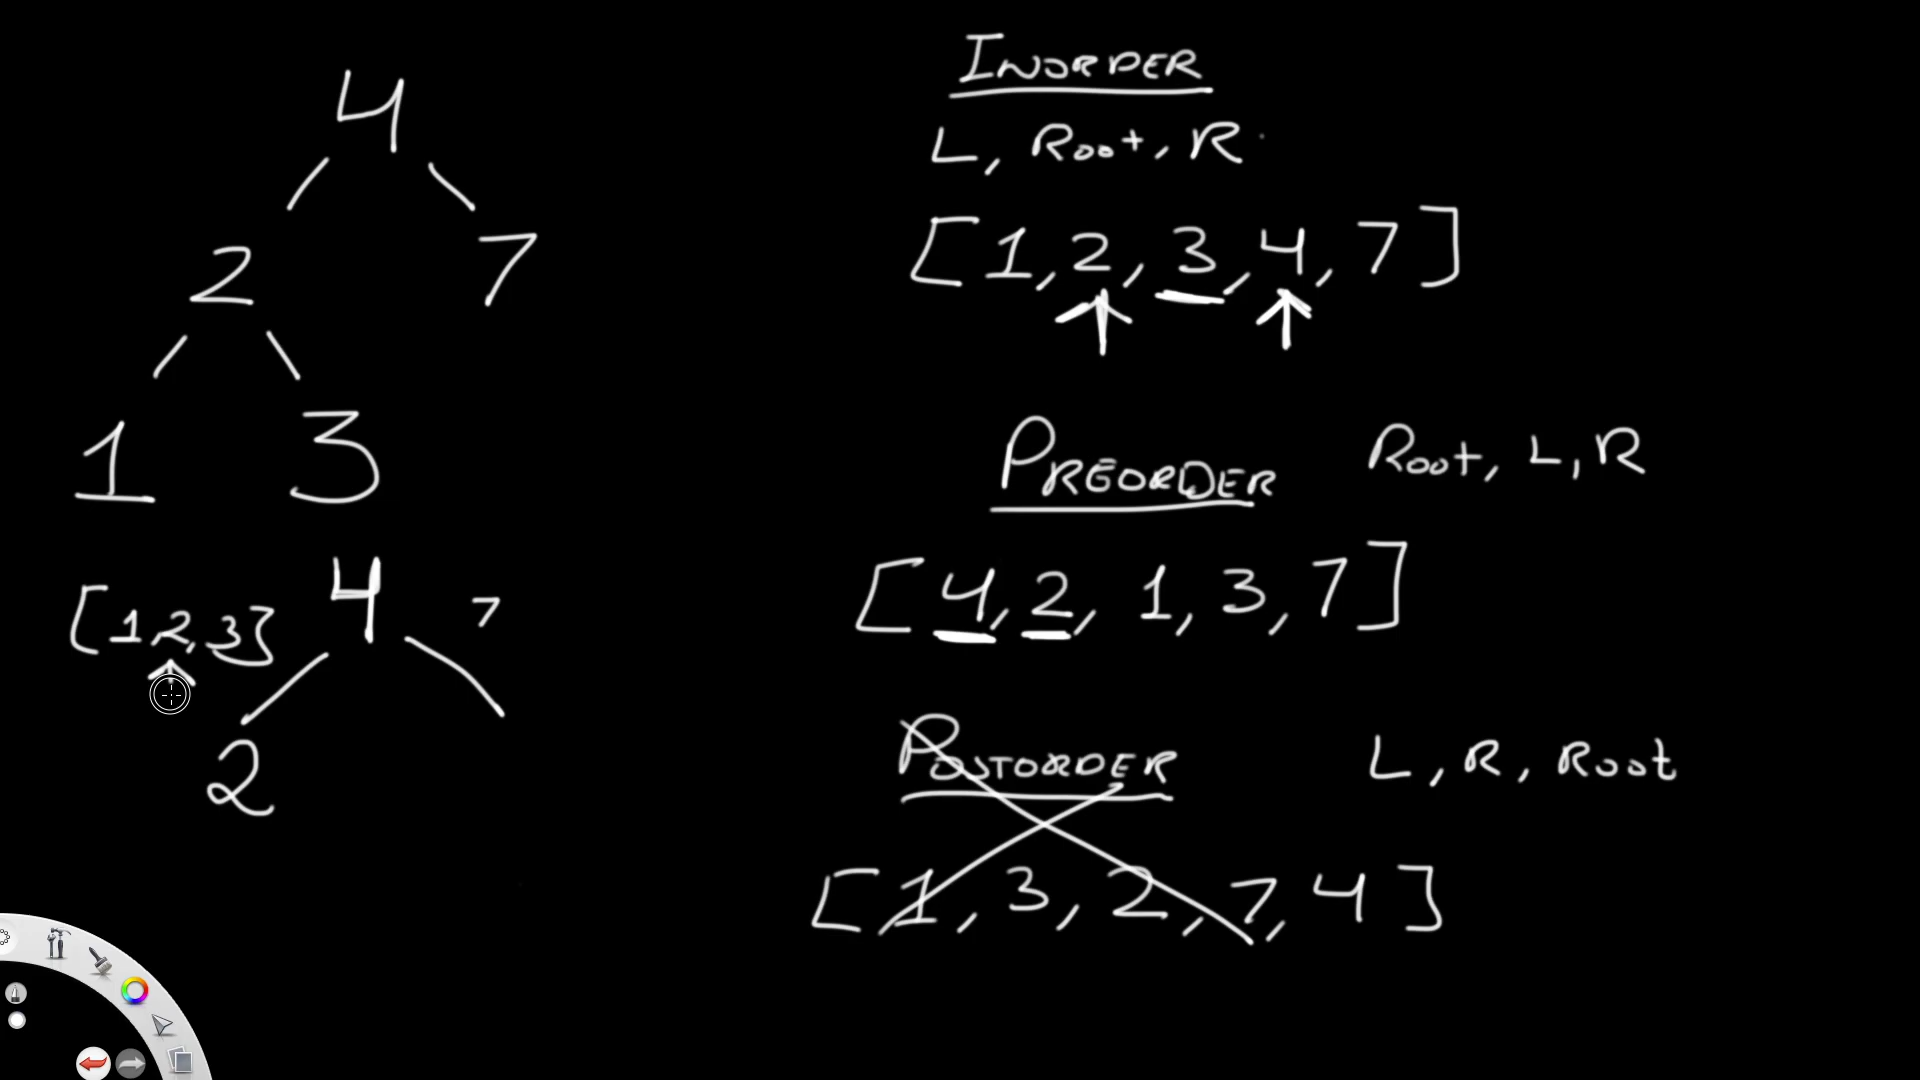 4
2 7
1 3
[1,2,3] 4 7
2
INORDER
L, Root, R
[1,2,3,4,7]
PREORDER Root, L, R
[4,2,1,3,7]
POSTORDER L, R, Root
[1,3,2,7,4]